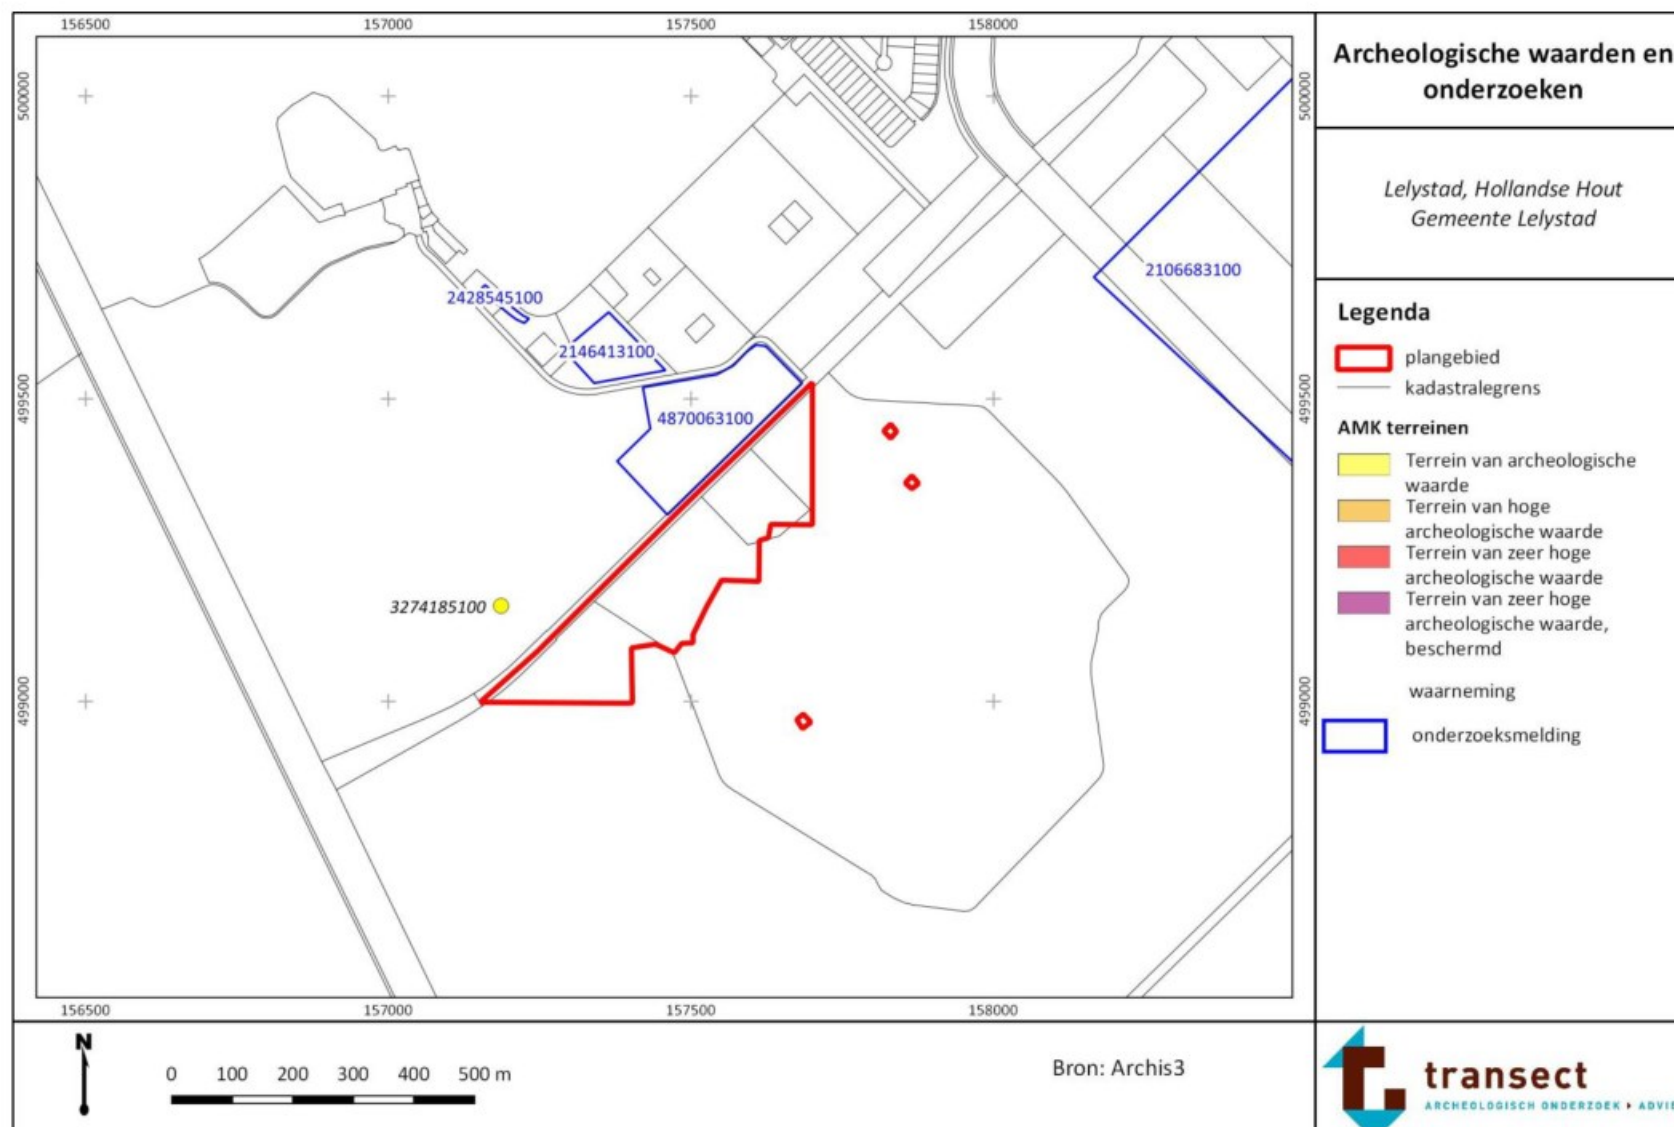 156500 157000 157500 158000
500000 500000
499500 499500
499000 499000
2106683100
2428545100
2146413100
4870063100
3274185100
156500 157000 157500 158000
N
0 100 200 300 400 500 m
Bron: Archis3
Archeologische waarden en
onderzoeken
Lelystad, Hollandse Hout
Gemeente Lelystad
Legenda
plangebied
kadastralegrens
AMK terreinen
Terrein van archeologische
waarde
Terrein van hoge
archeologische waarde
Terrein van zeer hoge
archeologische waarde
Terrein van zeer hoge
archeologische waarde,
beschermd
waarneming
onderzoeksmelding
transect
ARCHEOLOGISCH ONDERZOEK ADVIE